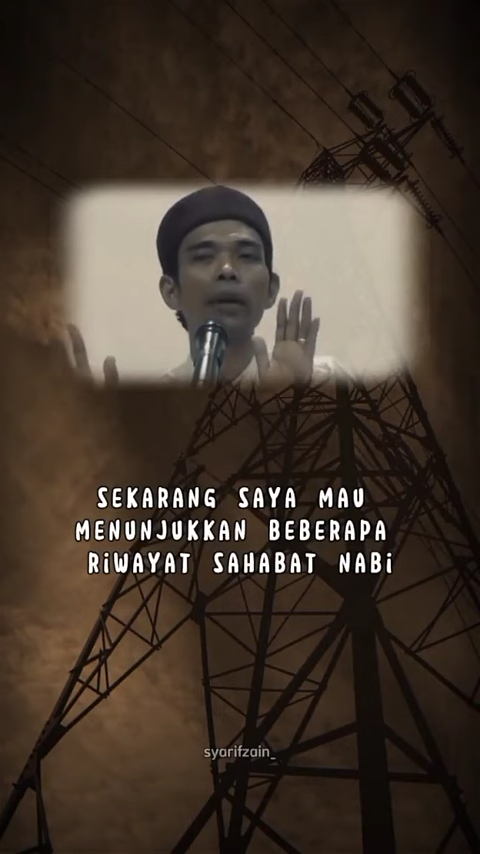 SEKARANG SAYA MAU
MENUNJUKKAN BEBERAPA
RiWAYAT SAHABAT NABi
syarifzain_